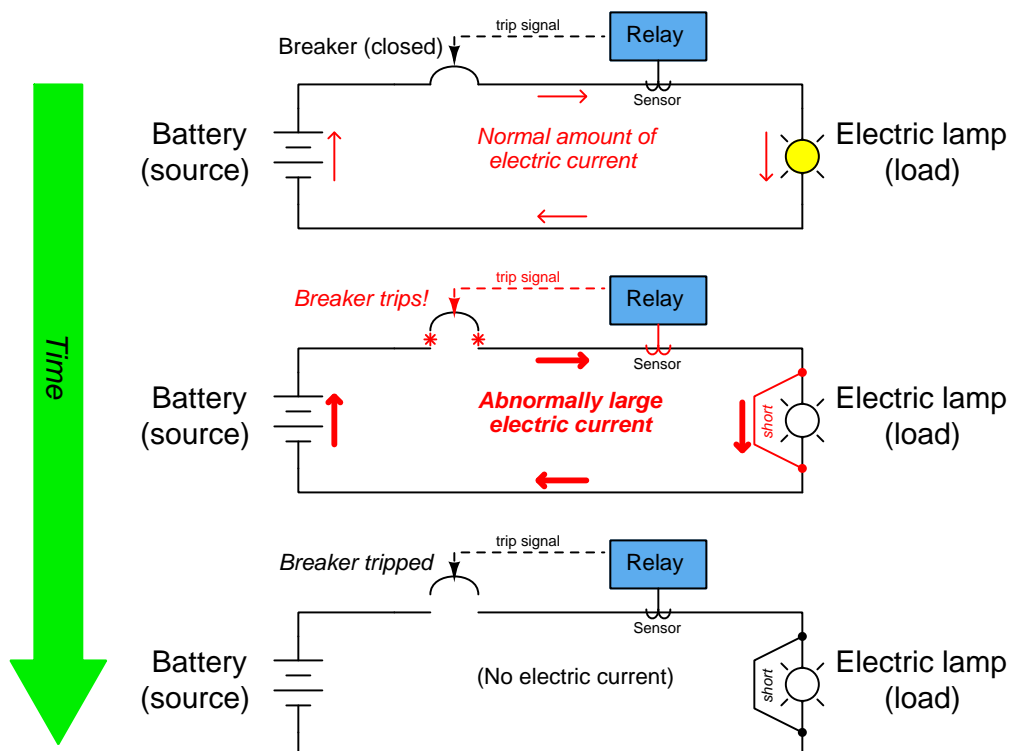 trip signal
Relay
Breaker (closed)
Sensor
Battery
(source)
Normal amount of
electric current
Electric lamp
(load)
Time
trip signal
Relay
Breaker trips!
Sensor
Battery
(source)
Abnormally large
electric current
short
Electric lamp
(load)
trip signal
Relay
Breaker tripped
Sensor
Battery
(source)
(No electric current)
short
Electric lamp
(load)